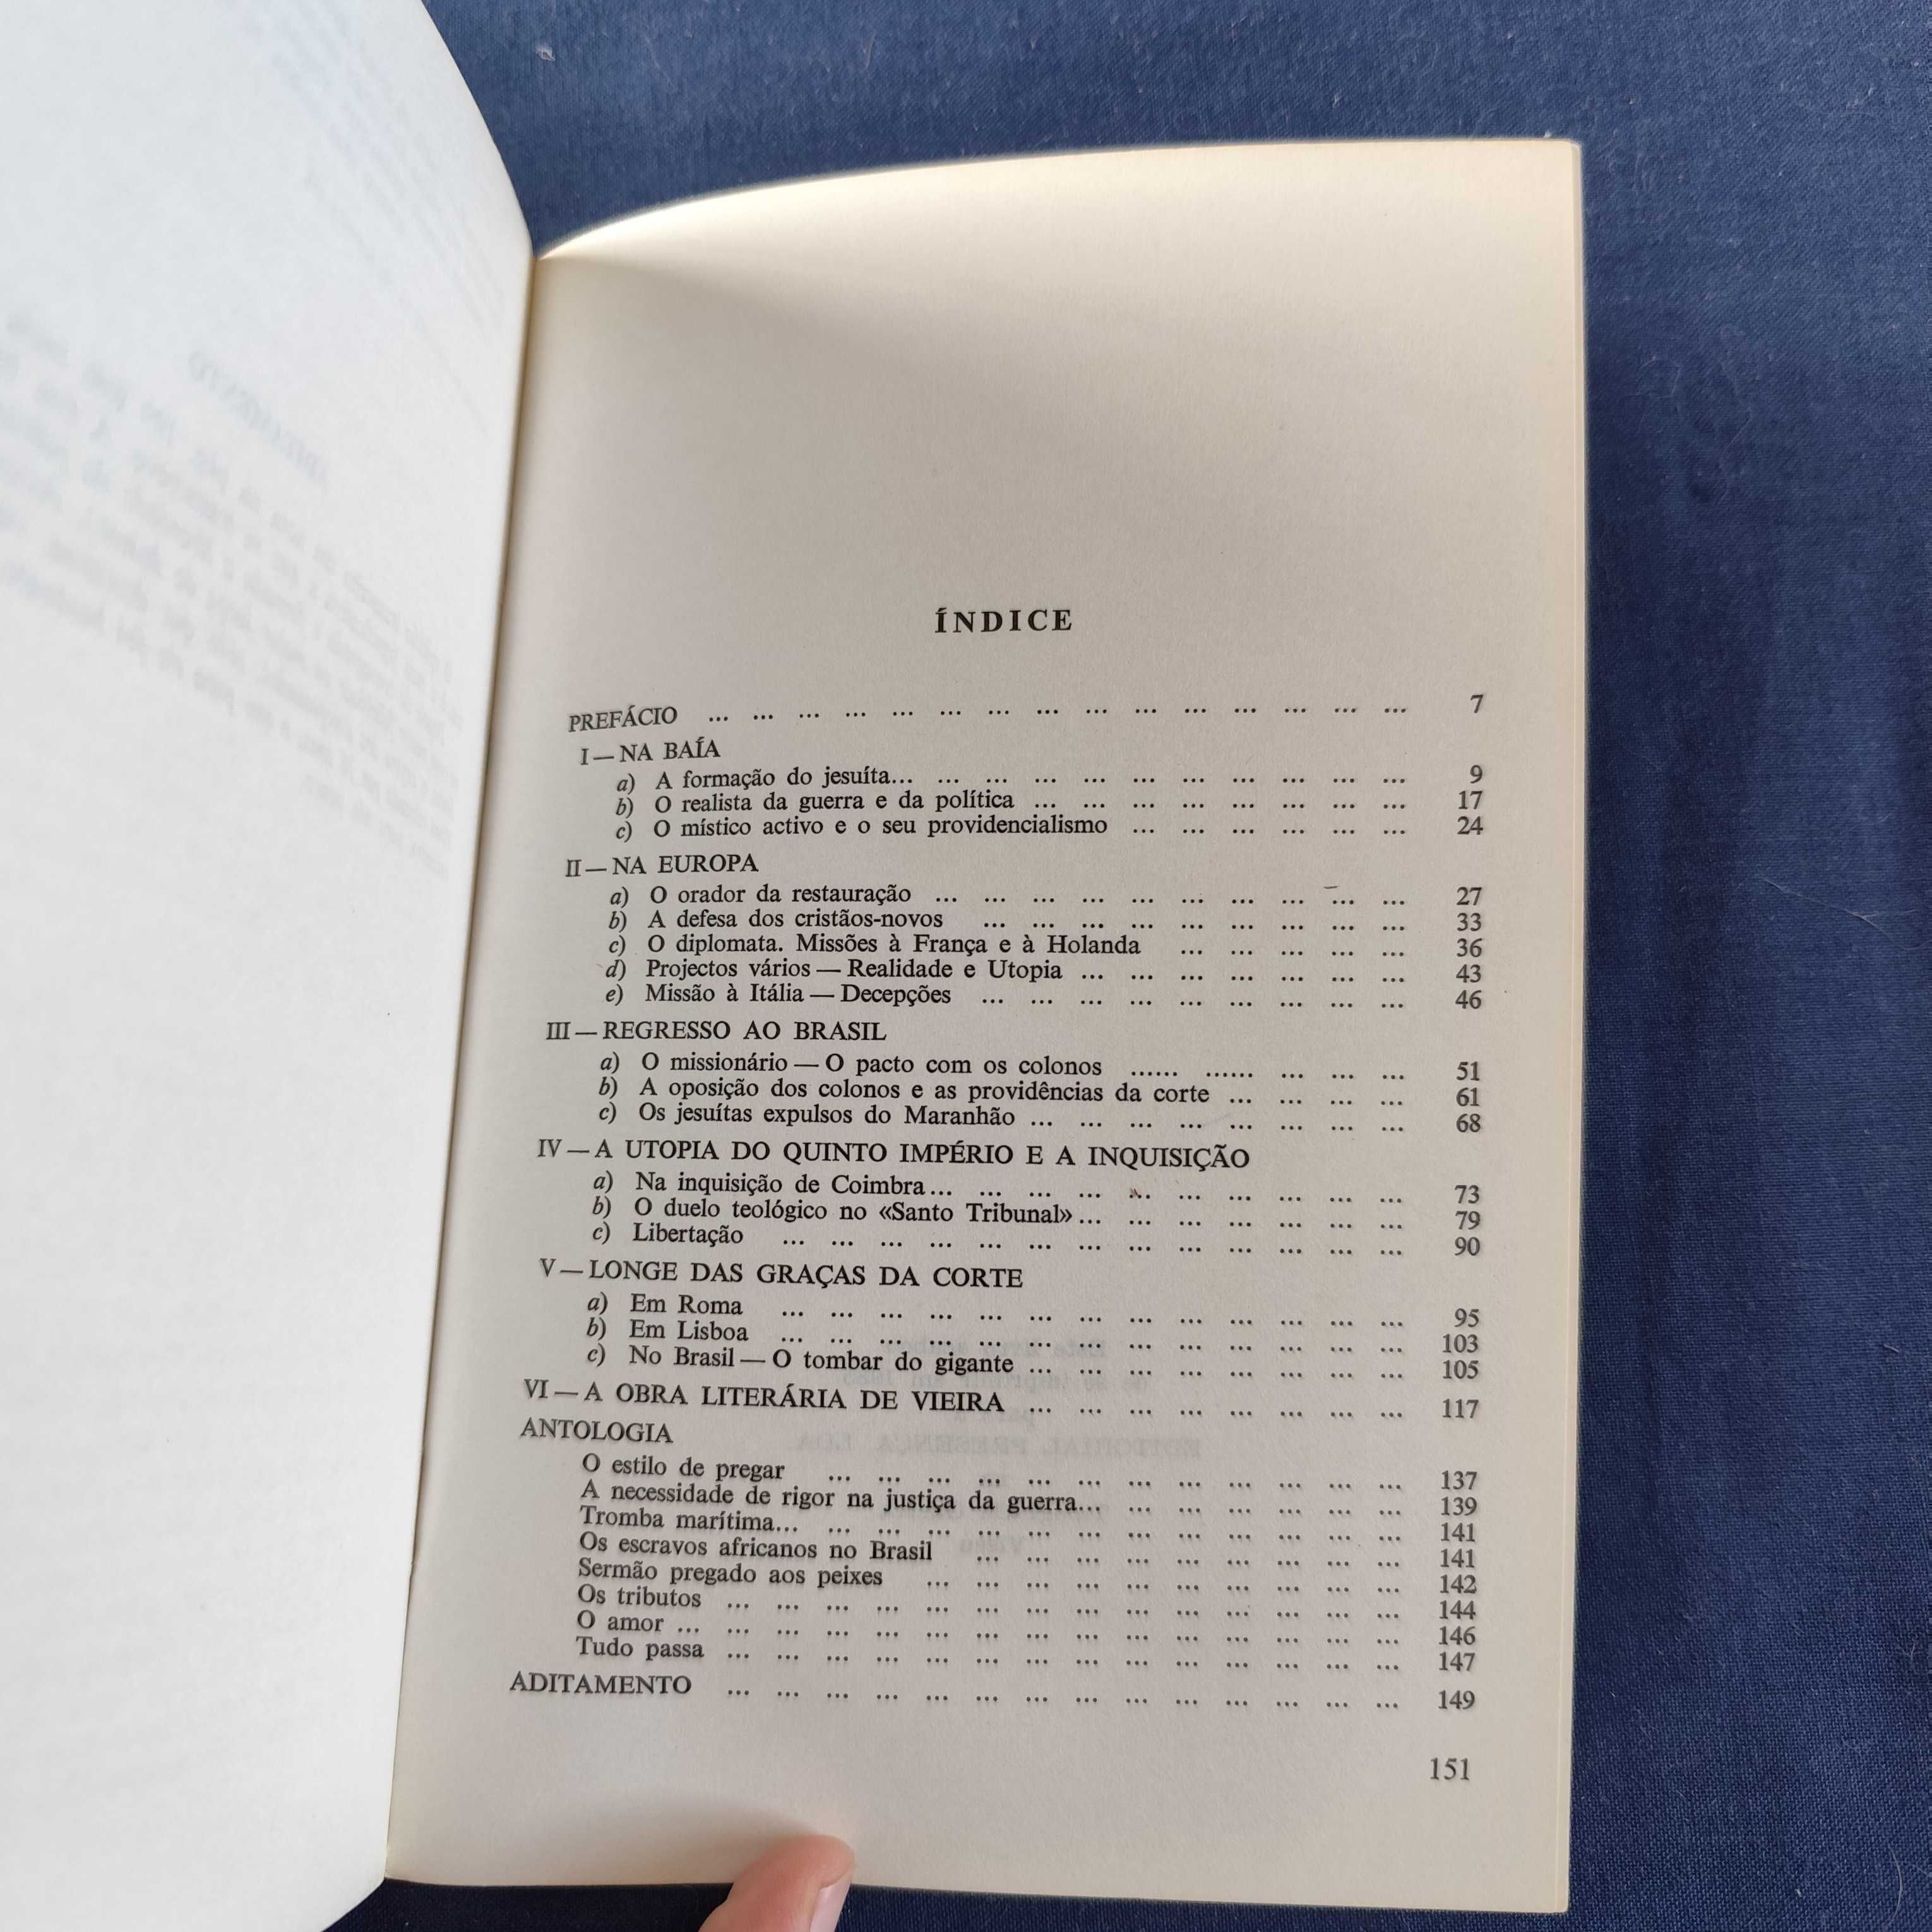 ÍNDICE
PREFÁCIO ... ... ... ... ... ... ... ... ... ... ... ... ... ... ... 7
I — NA BAÍA
a) A formação do jesuíta... ... ... ... ... ... ... ... ... ... ... 9
b) O realista da guerra e da política ... ... ... ... ... ... ... ... 17
c) O místico activo e o seu providencialismo ... ... ... ... ... ... 24
II — NA EUROPA
a) O orador da restauração ... ... ... ... ... ... ... ... ... ... 27
b) A defesa dos cristãos-novos ... ... ... ... ... ... ... ... ... 33
c) O diplomata. Missões à França e à Holanda ... ... ... ... ... 36
d) Projectos vários — Realidade e Utopia ... ... ... ... ... ... ... 43
e) Missão à Itália — Decepções ... ... ... ... ... ... ... ... ... 46
III — REGRESSO AO BRASIL
a) O missionário — O pacto com os colonos ...... ...... ... ... ... 51
b) A oposição dos colonos e as providências da corte ... ... ... ... 61
c) Os jesuítas expulsos do Maranhão ... ... ... ... ... ... ... ... 68
IV — A UTOPIA DO QUINTO IMPÉRIO E A INQUISIÇÃO
a) Na inquisição de Coimbra... ... ... ... ... ... ... ... ... ... 73
b) O duelo teológico no «Santo Tribunal»... ... ... ... ... ... ... 79
c) Libertação ... ... ... ... ... ... ... ... ... ... ... ... ... 90
V — LONGE DAS GRAÇAS DA CORTE
a) Em Roma ... ... ... ... ... ... ... ... ... ... ... ... ... 95
b) Em Lisboa ... ... ... ... ... ... ... ... ... ... ... ... ... 103
c) No Brasil — O tombar do gigante ... ... ... ... ... ... ... ... 105
VI — A OBRA LITERÁRIA DE VIEIRA ... ... ... ... ... ... ... ... 117
ANTOLOGIA
O estilo de pregar ... ... ... ... ... ... ... ... ... ... ... ... 137
A necessidade de rigor na justiça da guerra... ... ... ... ... ... ... 139
Tromba marítima... ... ... ... ... ... ... ... ... ... ... ... ... 141
Os escravos africanos no Brasil ... ... ... ... ... ... ... ... ... 141
Sermão pregado aos peixes ... ... ... ... ... ... ... ... ... ... 142
Os tributos ... ... ... ... ... ... ... ... ... ... ... ... ... ... 144
O amor ... ... ... ... ... ... ... ... ... ... ... ... ... ... ... 146
Tudo passa ... ... ... ... ... ... ... ... ... ... ... ... ... ... 147
ADITAMENTO ... ... ... ... ... ... ... ... ... ... ... ... ... ... 149
151